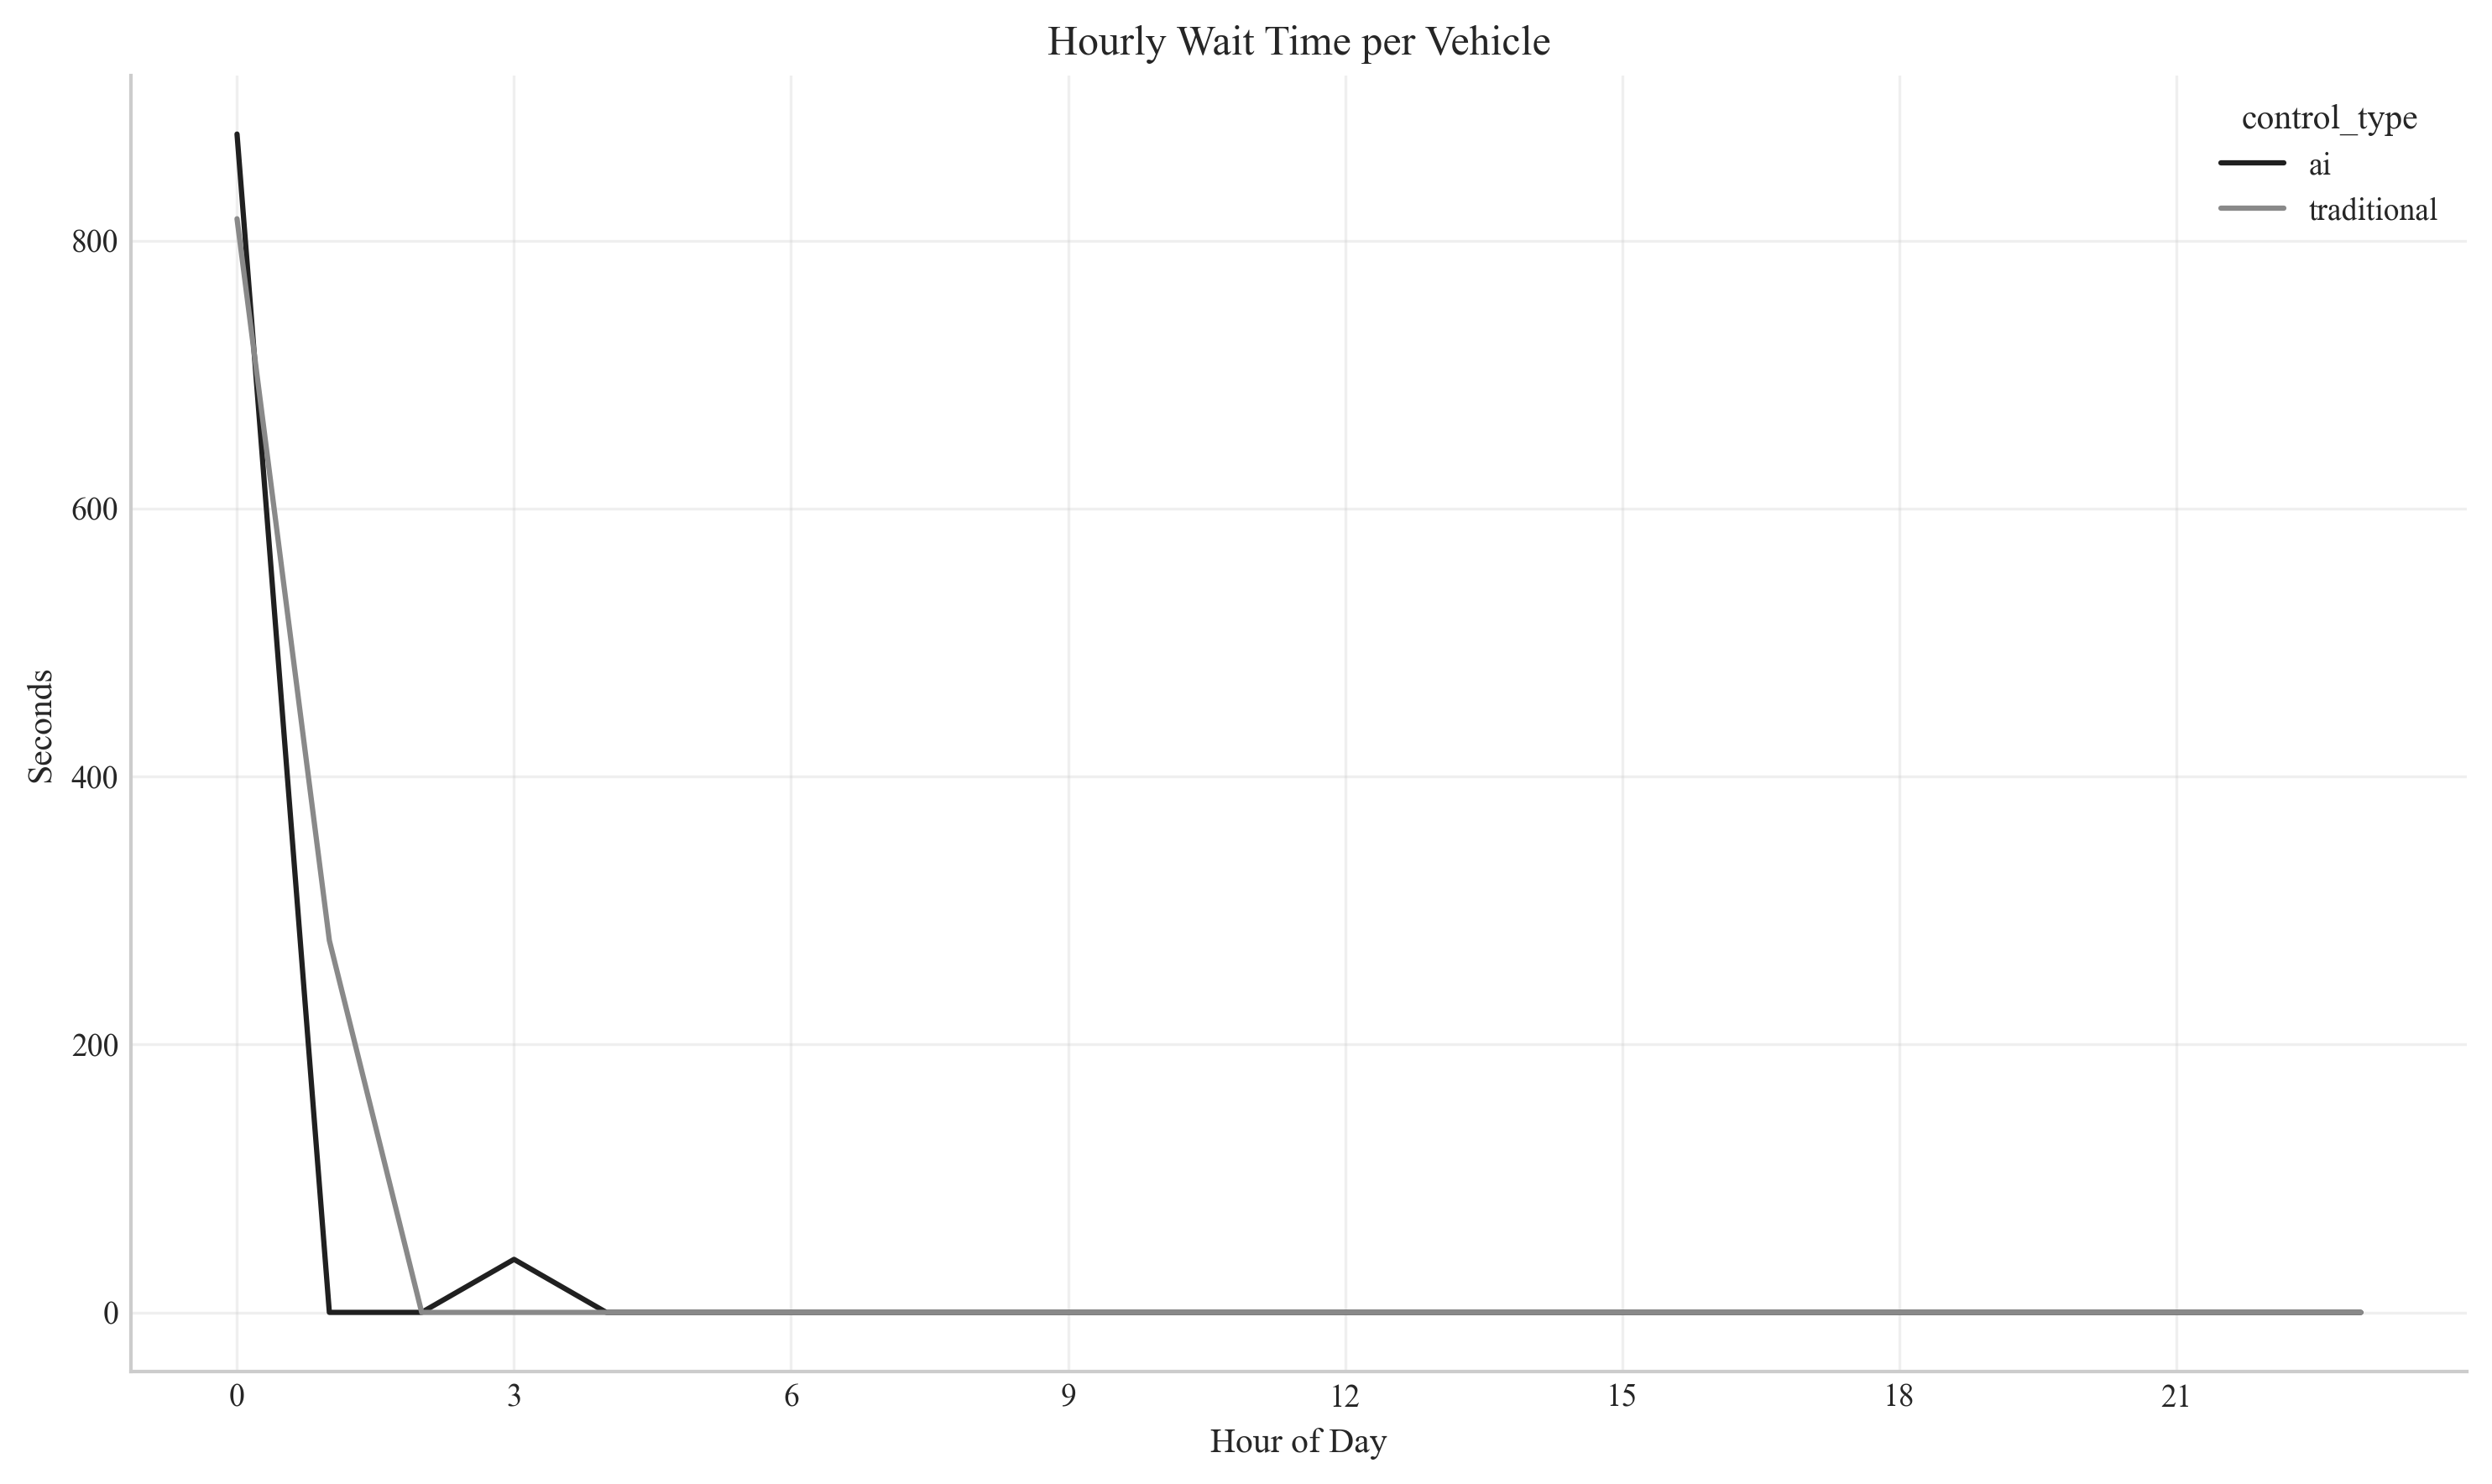 Hourly Wait Time per Vehicle
control_type
ai
traditional
800
600
400
200
0
Seconds
0 3 6 9 12 15 18 21
Hour of Day